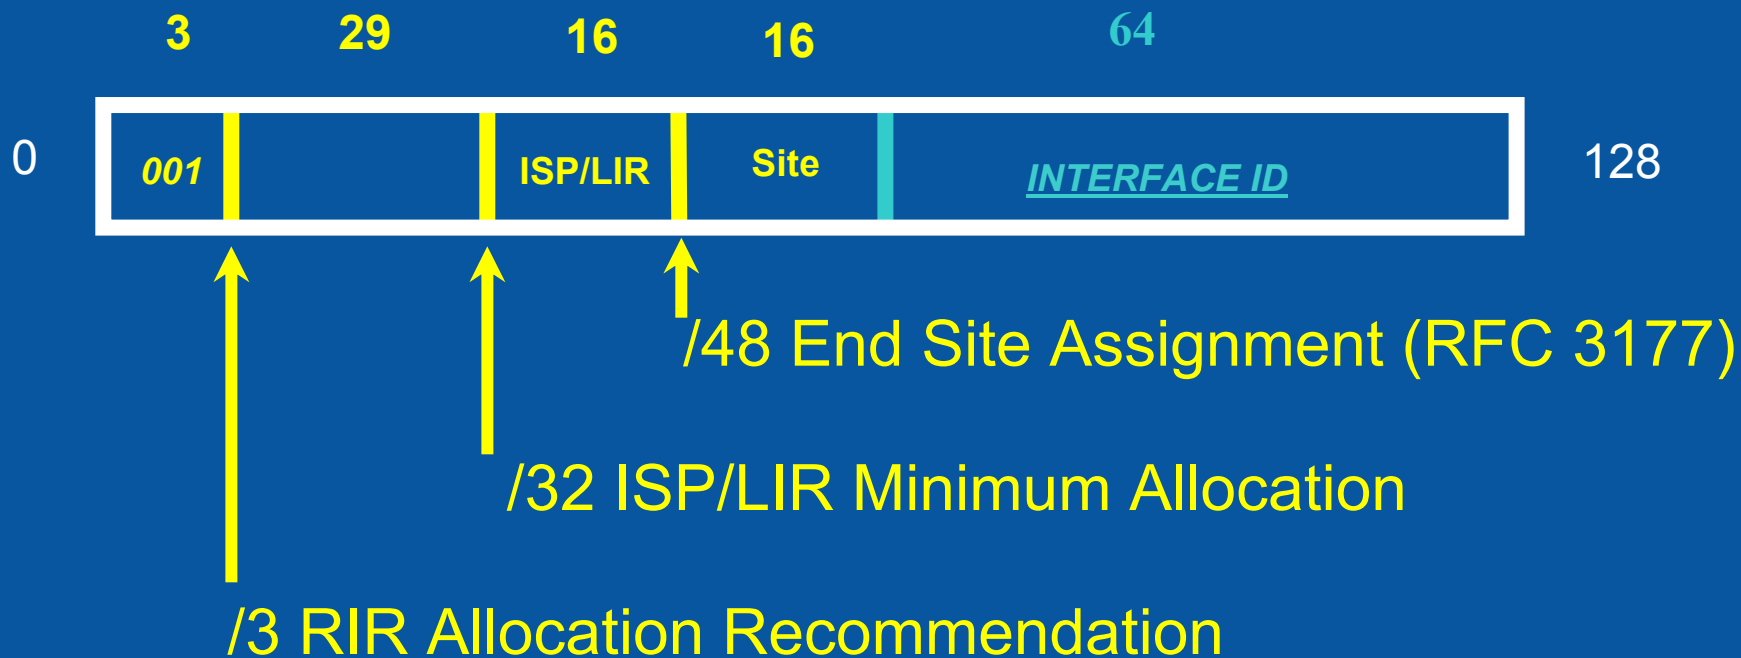 3 29 16 16 64
0 001 ISP/LIR Site INTERFACE ID 128
/48 End Site Assignment (RFC 3177)
/32 ISP/LIR Minimum Allocation
/3 RIR Allocation Recommendation